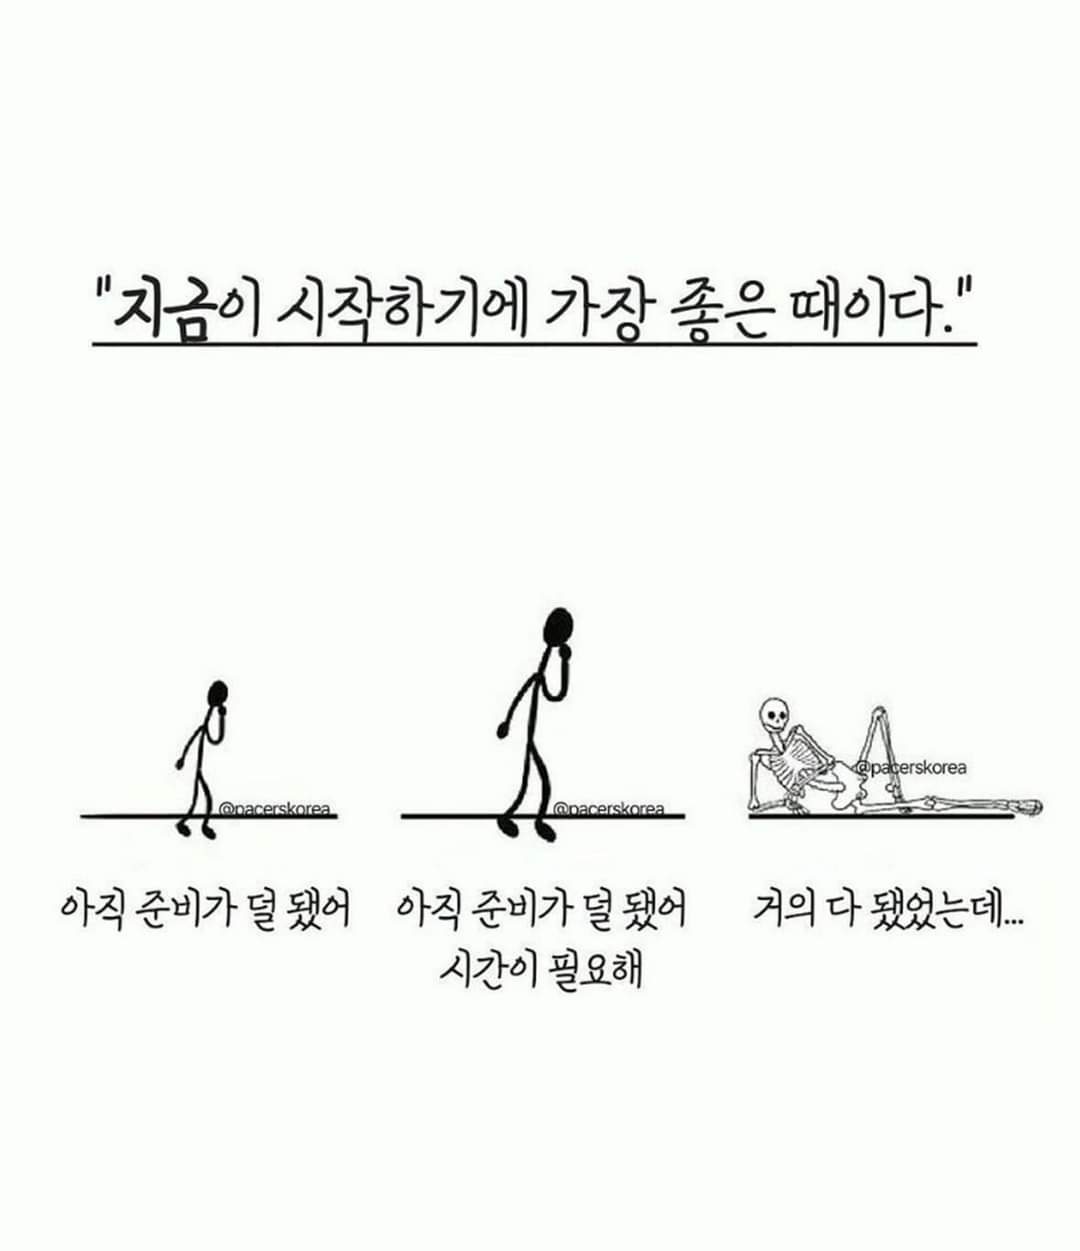 "지금이 시작하기에 가장 좋은 때이다."
@pacerskorea
@pacerskorea
@pacerskorea
아직 준비가 덜 됐어
아직 준비가 덜 됐어
시간이 필요해
거의 다 됐었는데...